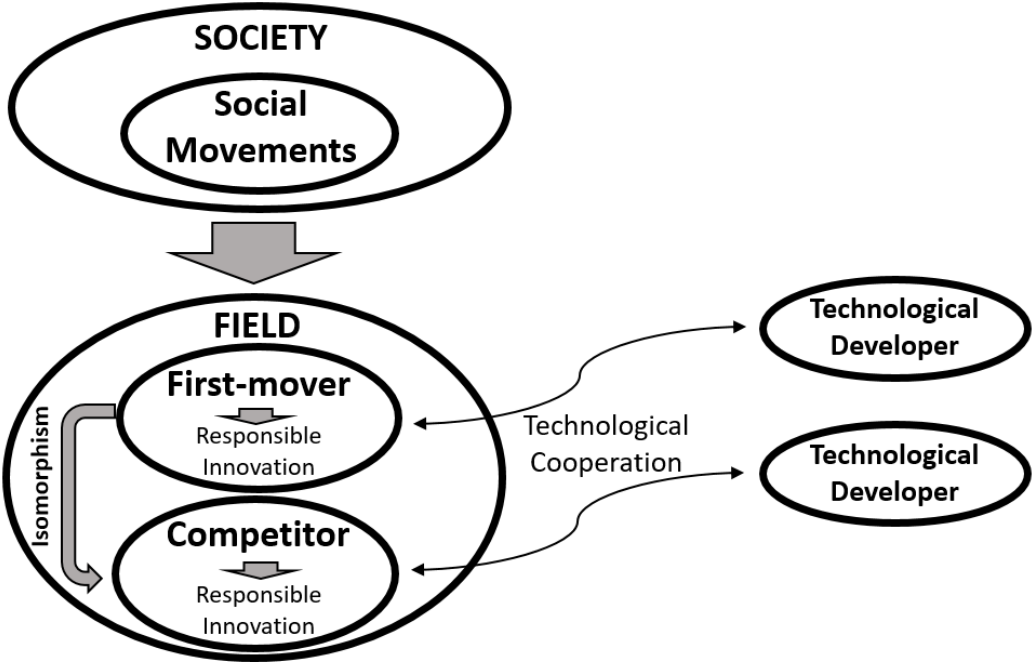 SOCIETY
Social
Movements
FIELD
First-mover
Responsible
Innovation
Isomorphism
Competitor
Responsible
Innovation
Technological
Cooperation
Technological
Developer
Technological
Developer